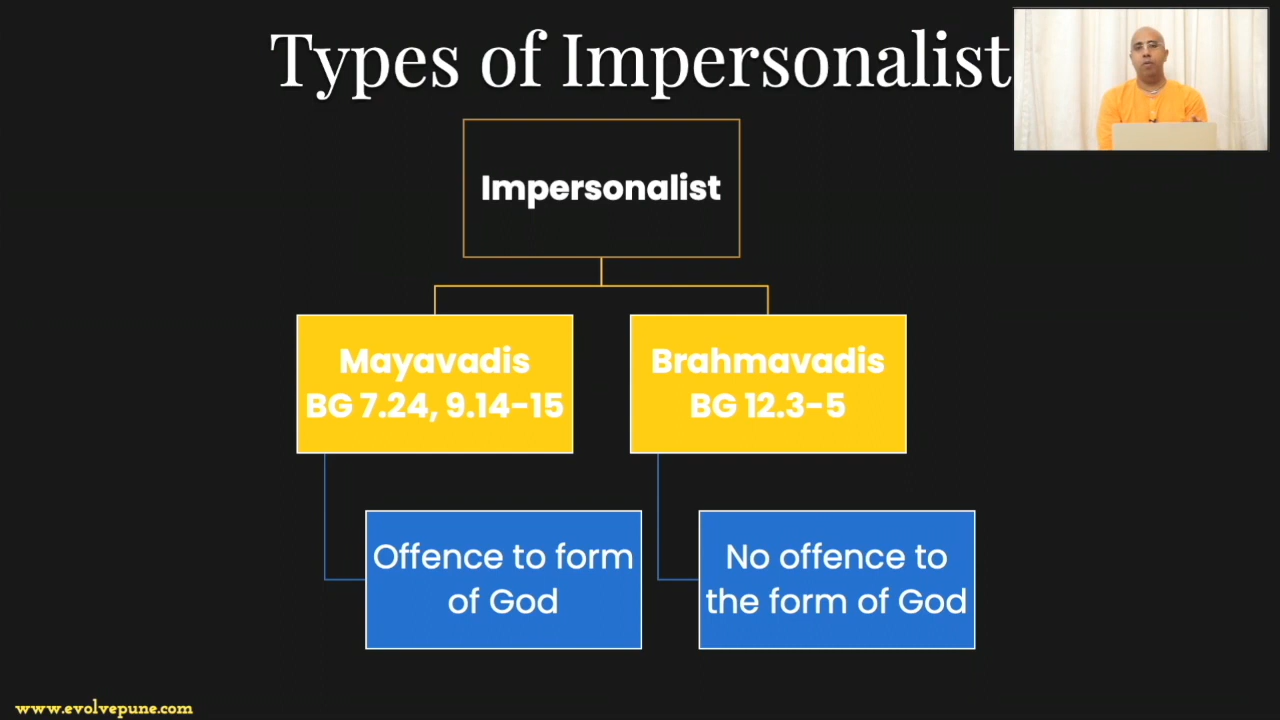 Types of Impersonalist
Impersonalist
Mayavadis
BG 7.24, 9.14-15
Brahmavadis
BG 12.3-5
Offence to form
of God
No offence to
the form of God
www.evolvepune.com